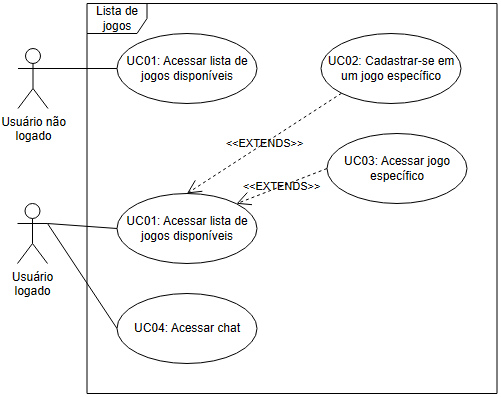 Lista de
jogos
UC01: Acessar lista de
jogos disponíveis
UC02: Cadastrar-se em
um jogo específico
Usuário não
logado
<<EXTENDS>>
UC03: Acessar jogo
específico
<<EXTENDS>>
UC01: Acessar lista de
jogos disponíveis
Usuário
logado
UC04: Acessar chat